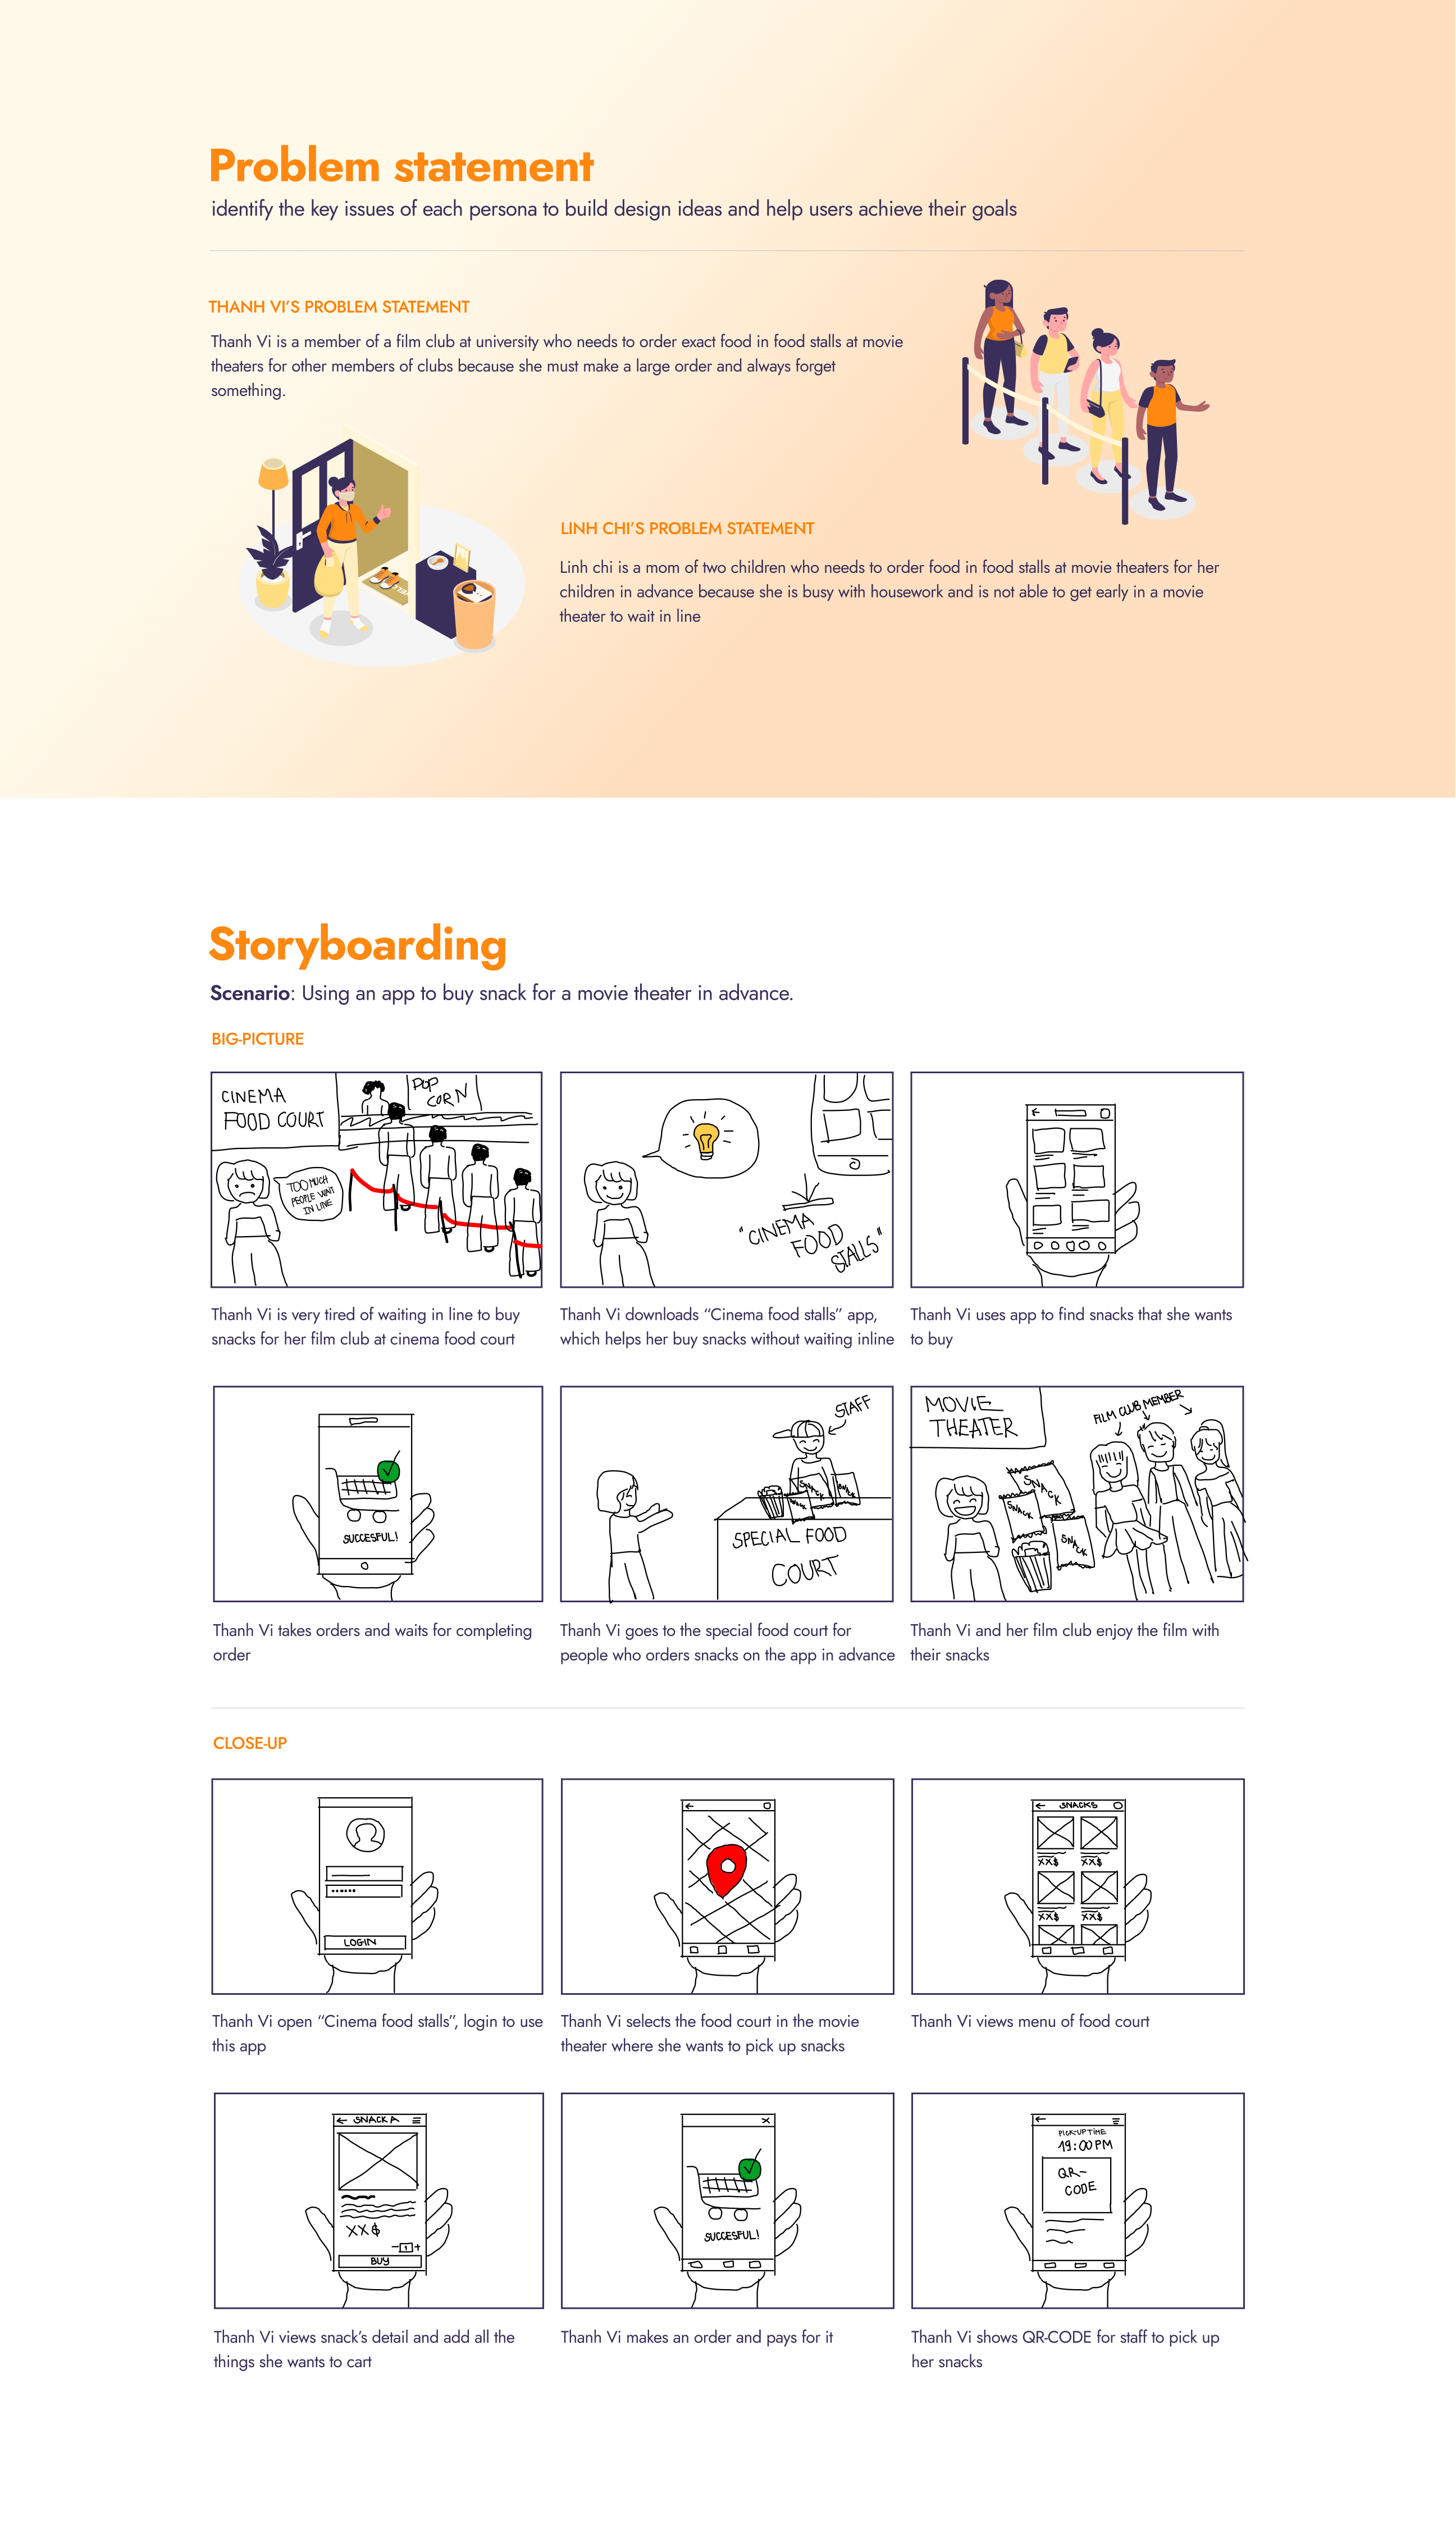 Problem statement
identify the key issues of each persona to build design ideas and help users achieve their goals
THANH VI’S PROBLEM STATEMENT
Thanh Vi is a member of a film club at university who needs to order exact food in food stalls at movie
theaters for other members of clubs because she must make a large order and always forget
something.
LINH CHI’S PROBLEM STATEMENT
Linh chi is a mom of two children who needs to order food in food stalls at movie theaters for her
children in advance because she is busy with housework and is not able to get early in a movie
theater to wait in line
Storyboarding
Scenario: Using an app to buy snack for a movie theater in advance.
BIG-PICTURE
CINEMA
FOOD COURT
POP
CORN
TOO MUCH
PEOPLE WAIT
IN LINE
"CINEMA
FOOD
STALLS"
Thanh Vi is very tired of waiting in line to buy
snacks for her film club at cinema food court
Thanh Vi downloads “Cinema food stalls” app,
which helps her buy snacks without waiting inline
Thanh Vi uses app to find snacks that she wants
to buy
SUCCESFUL!
STAFF
SNACK
SNACK
SNACK
SPECIAL FOOD
COURT
MOVIE
THEATER
FILM CLUB MEMBER
SNACK
SNACK
SNACK
Thanh Vi takes orders and waits for completing
order
Thanh Vi goes to the special food court for
people who orders snacks on the app in advance
Thanh Vi and her film club enjoy the film with
their snacks
CLOSE-UP
LOGIN
SNACKS
XX$ XX$
XX$ XX$
Thanh Vi open “Cinema food stalls”, login to use
this app
Thanh Vi selects the food court in the movie
theater where she wants to pick up snacks
Thanh Vi views menu of food court
SNACK A
XX$
-1+
BUY
X
SUCCESFUL!
PICK-UP TIME
19:00 PM
QR-
CODE
Thanh Vi views snack’s detail and add all the
things she wants to cart
Thanh Vi makes an order and pays for it
Thanh Vi shows QR-CODE for staff to pick up
her snacks